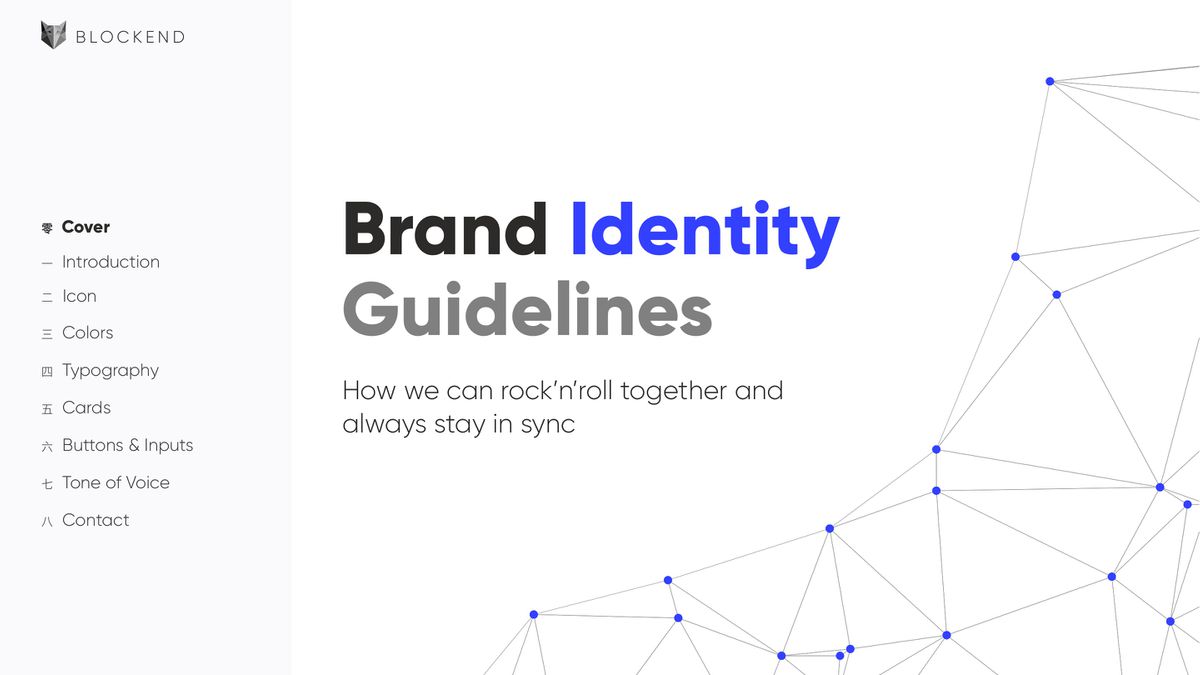 BLOCKEND
零 Cover
一 Introduction
二 Icon
三 Colors
四 Typography
五 Cards
六 Buttons & Inputs
七 Tone of Voice
八 Contact
Brand Identity
Guidelines
How we can rock’n’roll together and
always stay in sync